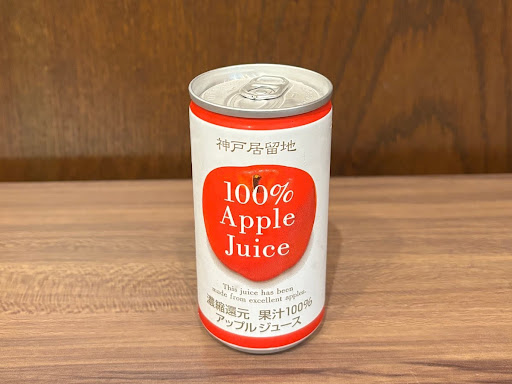 神戸居留地
100%
Apple
Juice
This juice has been
made from excellent apples.
濃縮還元 果汁100%
アップルジュース